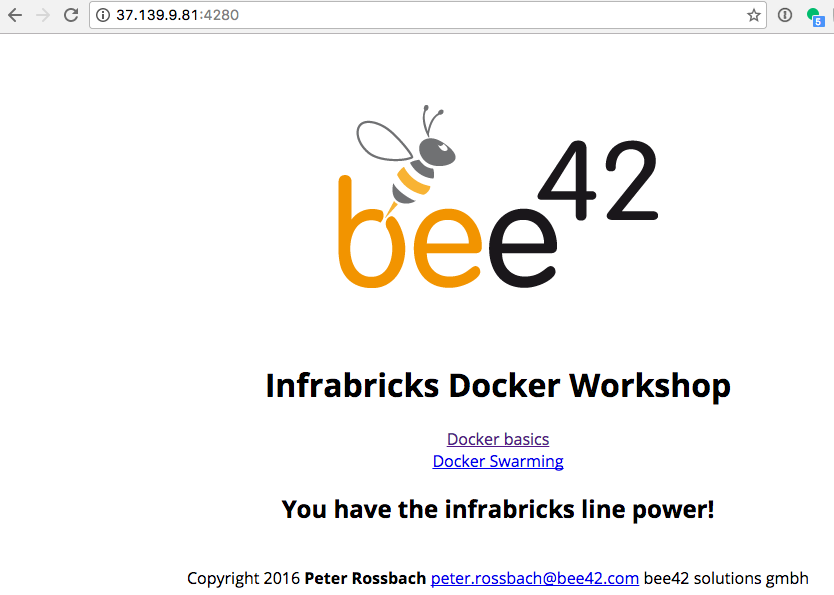 37.139.9.81:4280
5
bee42
Infrabricks Docker Workshop
Docker basics
Docker Swarming
You have the infrabricks line power!
Copyright 2016 Peter Rossbach peter.rossbach@bee42.com bee42 solutions gmbh